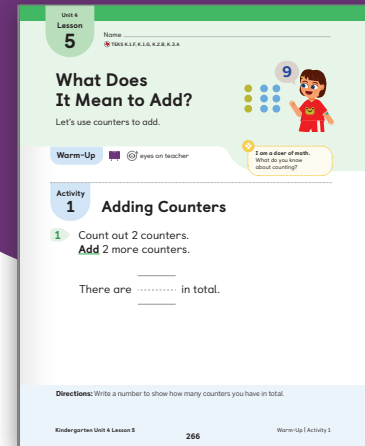 Unit 4
Lesson
5
Name
TEKS K.1.F, K.1.G, K.2.B, K.3.A
What Does
It Mean to Add?
Let's use counters to add.
9
Warm-Up eyes on teacher
I am a doer of math.
What do you know
about counting?
Activity
1
Adding Counters
1 Count out 2 counters.
Add 2 more counters.
There are in total.
Directions: Write a number to show how many counters you have in total.
Kindergarten Unit 4 Lesson 5
266
Warm-Up | Activity 1